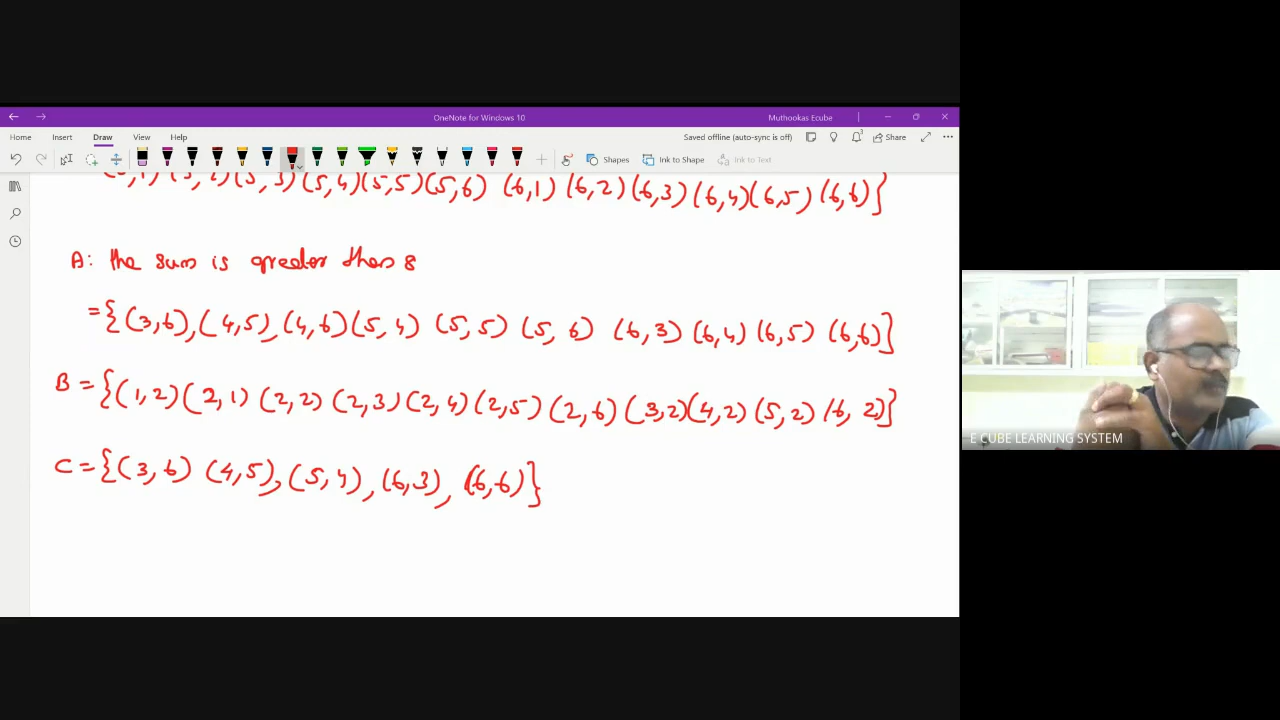 OneNote for Windows 10
Muthookas Ecube
Home Insert Draw View Help
Saved offline (auto-sync is off)
Share
Shapes
Ink to Shape
Ink to Text
(5,3) (5,4) (5,5) (5,6) (6,1) (6,2) (6,3) (6,4) (6,5) (6,6)}
A: the sum is greater than 8
={(3,6), (4,5), (4,6) (5,4) (5,5) (5,6) (6,3) (6,4) (6,5) (6,6)}
B = {(1,2) (2,1) (2,2) (2,3) (2,4) (2,5) (2,6) (3,2) (4,2) (5,2) (6,2)}
C = {(3,6) (4,5), (5,4), (6,3), (6,6)}
E CUBE LEARNING SYSTEM